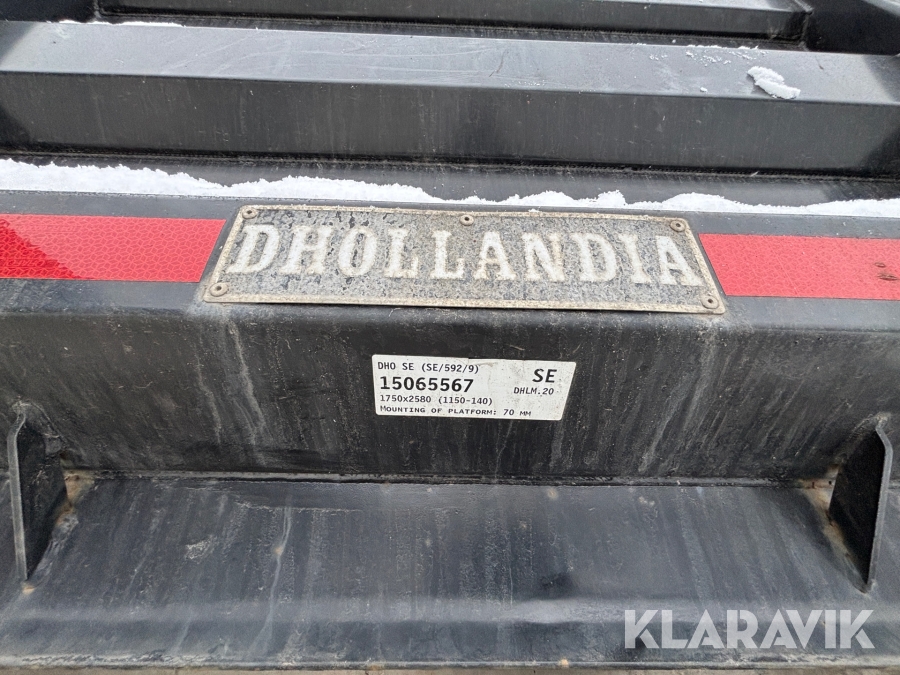 DHOLLANDIA
DHO SE (SE/592/9)
15065567
SE
1750x2580 (1150-140)
DHLM.20
MOUNTING OF PLATFORM: 70 MM
KLARAVIK